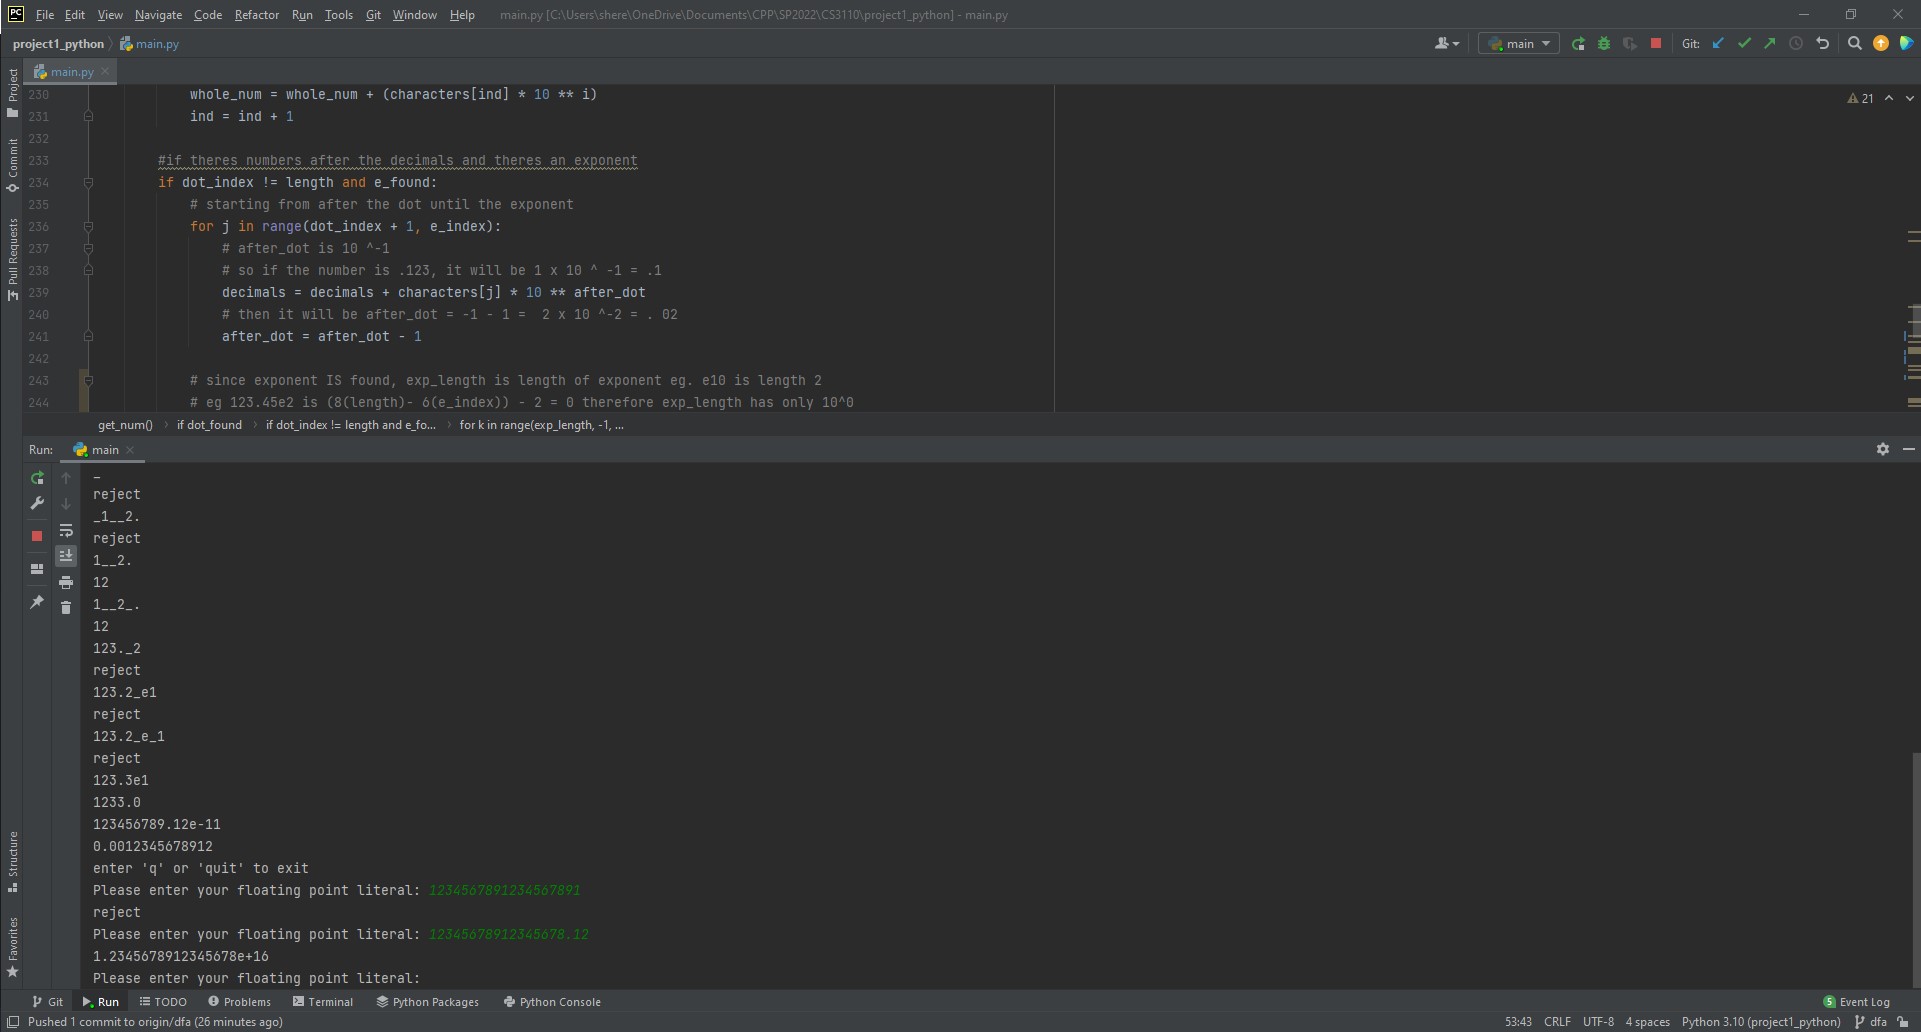 PC File Edit View Navigate Code Refactor Run Tools Git Window Help main.py [C:\Users\shere\OneDrive\Documents\CPP\SP2022\CS3110\project1_python] - main.py
project1_python main.py main Git:
main.py
Project
Commit
Pull Requests
21
230 whole_num = whole_num + (characters[ind] * 10 ** i)
231 ind = ind + 1
232
233 #if theres numbers after the decimals and theres an exponent
234 if dot_index != length and e_found:
235 # starting from after the dot until the exponent
236 for j in range(dot_index + 1, e_index):
237 # after_dot is 10 ^-1
238 # so if the number is .123, it will be 1 x 10 ^ -1 = .1
239 decimals = decimals + characters[j] * 10 ** after_dot
240 # then it will be after_dot = -1 - 1 =  2 x 10 ^-2 = . 02
241 after_dot = after_dot - 1
242
243 # since exponent IS found, exp_length is length of exponent eg. e10 is length 2
244 # eg 123.45e2 is (8(length)- 6(e_index)) - 2 = 0 therefore exp_length has only 10^0
get_num() if dot_found if dot_index != length and e_fo... for k in range(exp_length, -1, ...
Run: main
_
reject
_1__2.
reject
1__2.
12
1__2_.
12
123._2
reject
123.2_e1
reject
123.2_e_1
reject
123.3e1
1233.0
123456789.12e-11
0.0012345678912
enter 'q' or 'quit' to exit
Please enter your floating point literal: 1234567891234567891
reject
Please enter your floating point literal: 12345678912345678.12
1.2345678912345678e+16
Please enter your floating point literal:
Structure
Favorites
Git Run TODO Problems Terminal Python Packages Python Console 5 Event Log
Pushed 1 commit to origin/dfa (26 minutes ago) 53:43 CRLF UTF-8 4 spaces Python 3.10 (project1_python) dfa